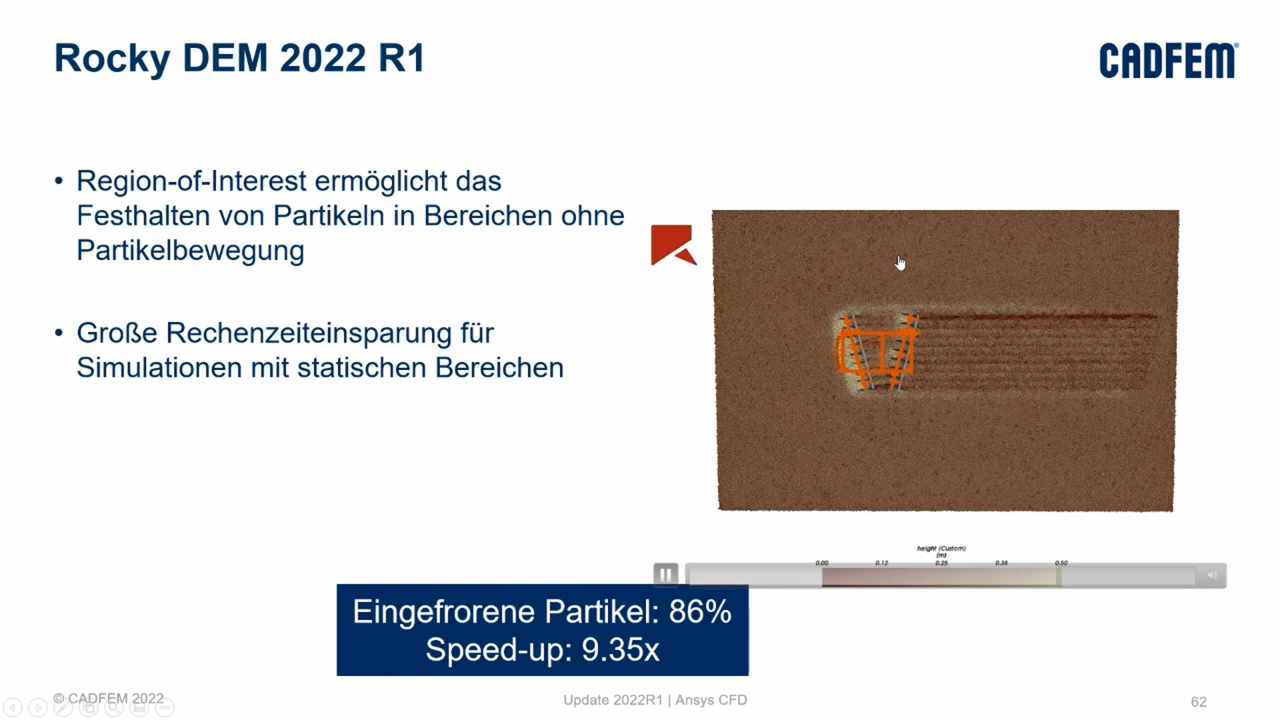 Rocky DEM 2022 R1
CADFEM®
• Region-of-Interest ermöglicht das
Festhalten von Partikeln in Bereichen ohne
Partikelbewegung
• Große Rechenzeiteinsparung für
Simulationen mit statischen Bereichen
height (Custom)
(m)
0.00 0.12 0.25 0.38 0.50
Eingefrorene Partikel: 86%
Speed-up: 9.35x
© CADFEM 2022
Update 2022R1 | Ansys CFD
62